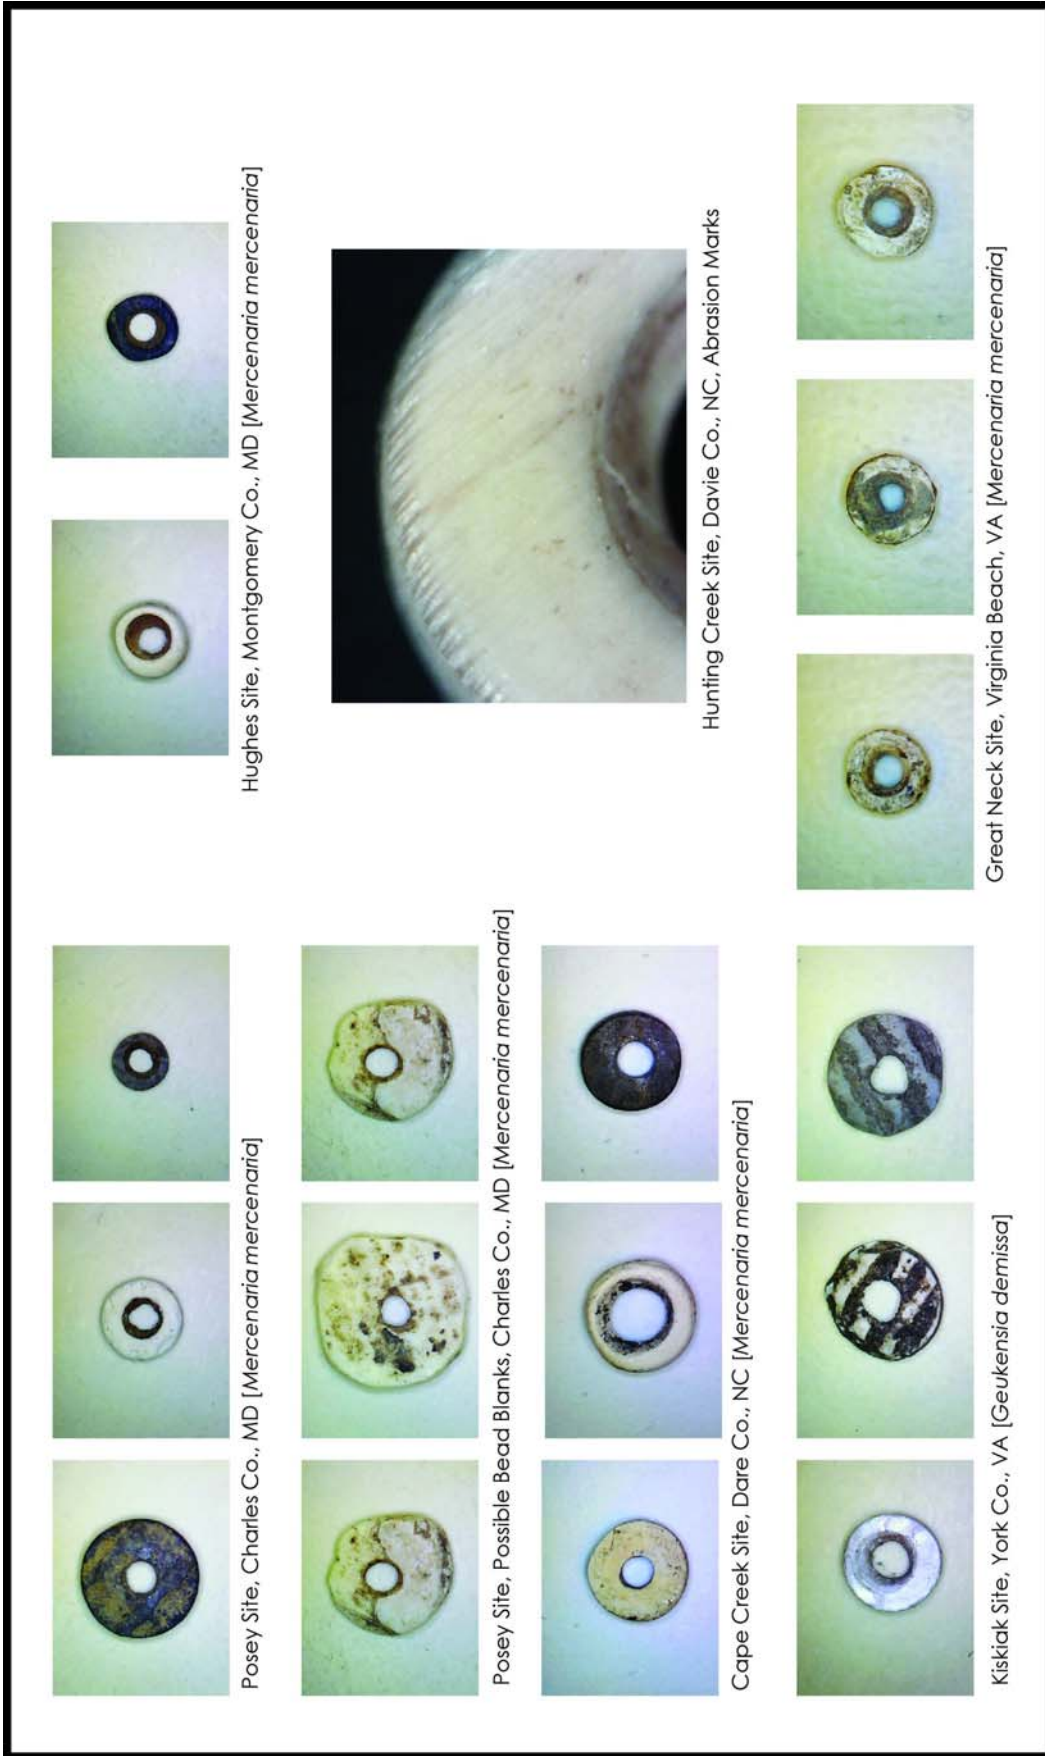 Posey Site, Charles Co., MD [Mercenaria mercenaria]
Hughes Site, Montgomery Co., MD [Mercenaria mercenaria]
Posey Site, Possible Bead Blanks, Charles Co., MD [Mercenaria mercenaria]
Hunting Creek Site, Davie Co., NC, Abrasion Marks
Cape Creek Site, Dare Co., NC [Mercenaria mercenaria]
Kiskiak Site, York Co., VA [Geukensia demissa]
Great Neck Site, Virginia Beach, VA [Mercenaria mercenaria]